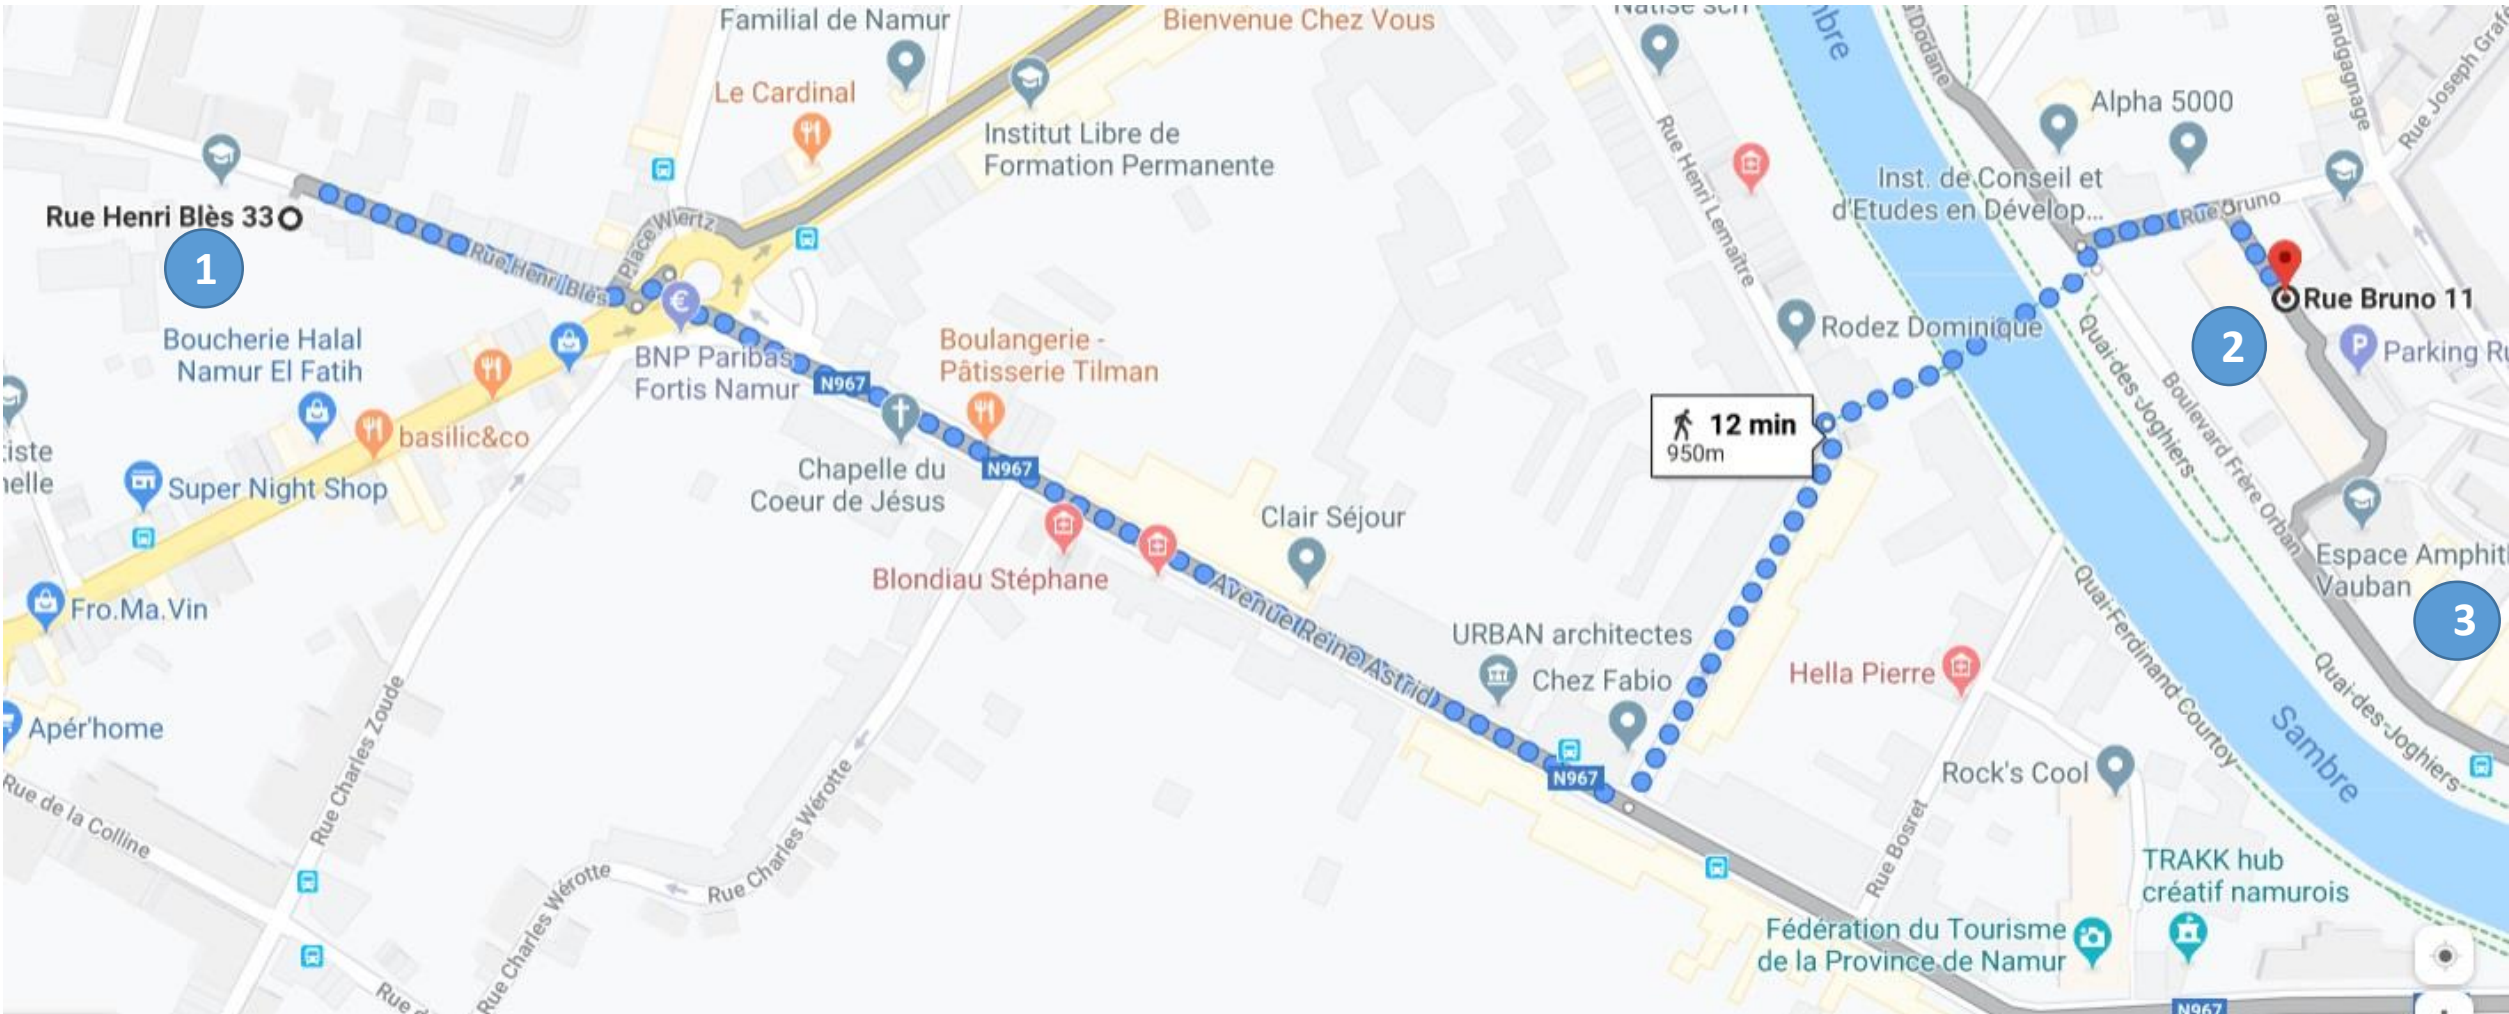 Familial de Namur
Bienvenue Chez Vous
Le Cardinal
Institut Libre de
Formation Permanente
Alpha 5000
Rue Joseph
Rue Henri Lemaître
Inst. de Conseil et
d'Etudes en Dévelop...
Rue Bruno
Rue Henri Blès 33
1
Place Wiertz
Rue Henri Blès
Rue Bruno 11
2
Parking
Rodez Dominique
Boucherie Halal
Namur El Fatih
BNP Paribas
Fortis Namur
N967
Boulangerie -
Pâtisserie Tilman
12 min
950m
Quai-des-Joghiers
Boulevard Frère Orban
basilic&co
Super Night Shop
Chapelle du
Coeur de Jésus
N967
Clair Séjour
Blondiau Stéphane
Avenue Reine Astrid
Espace
Vauban
3
Fro.Ma.Vin
URBAN architectes
Chez Fabio
Hella Pierre
Quai-Ferdinand-Courtoy
Quai-des-Joghiers
Sambre
Apér'home
Rue Charles Zoude
N967
Rock's Cool
Rue de la Colline
Rue Charles Wérotte
Rue Charles Wérotte
Rue Bosret
TRAKK hub
créatif namurois
Fédération du Tourisme
de la Province de Namur
Rue
N967